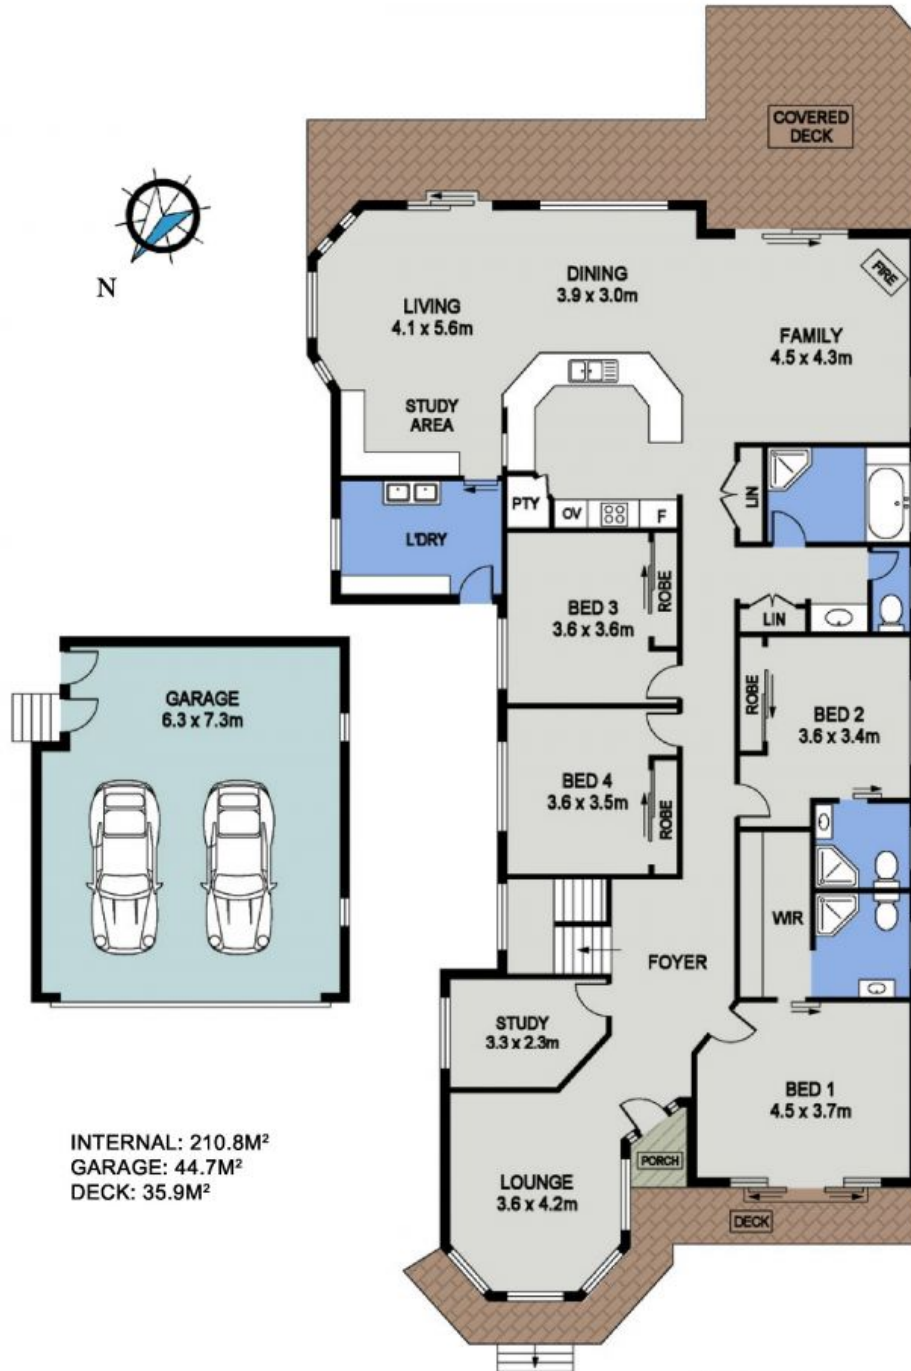 COVERED
DECK
N
DINING
3.9 x 3.0m
FIRE
LIVING
4.1 x 5.6m
FAMILY
4.5 x 4.3m
STUDY
AREA
LIN
PTY
OV
F
L'DRY
BED 3
3.6 x 3.6m
ROBE
LIN
GARAGE
6.3 x 7.3m
ROBE
BED 2
3.6 x 3.4m
BED 4
3.6 x 3.5m
ROBE
WIR
FOYER
STUDY
3.3 x 2.3m
BED 1
4.5 x 3.7m
INTERNAL: 210.8M²
GARAGE: 44.7M²
DECK: 35.9M²
PORCH
LOUNGE
3.6 x 4.2m
DECK